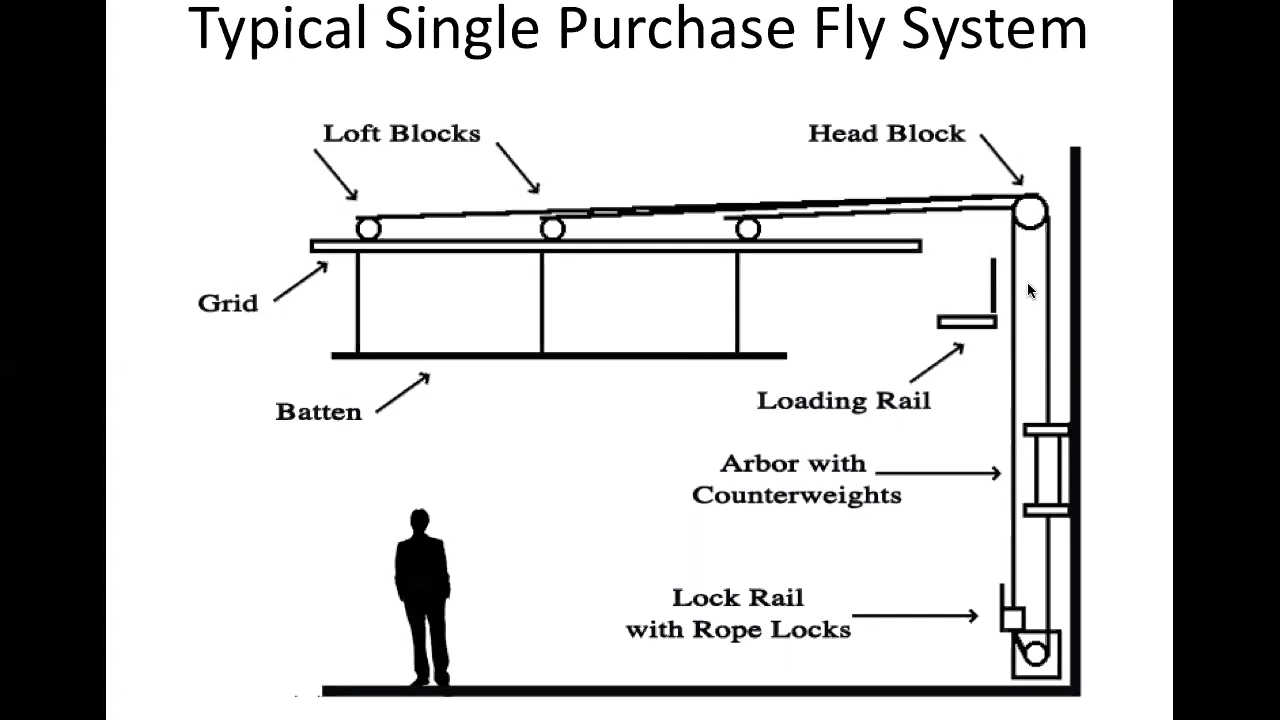 Typical Single Purchase Fly System
Loft Blocks
Head Block
Grid
Batten
Loading Rail
Arbor with
Counterweights
Lock Rail
with Rope Locks